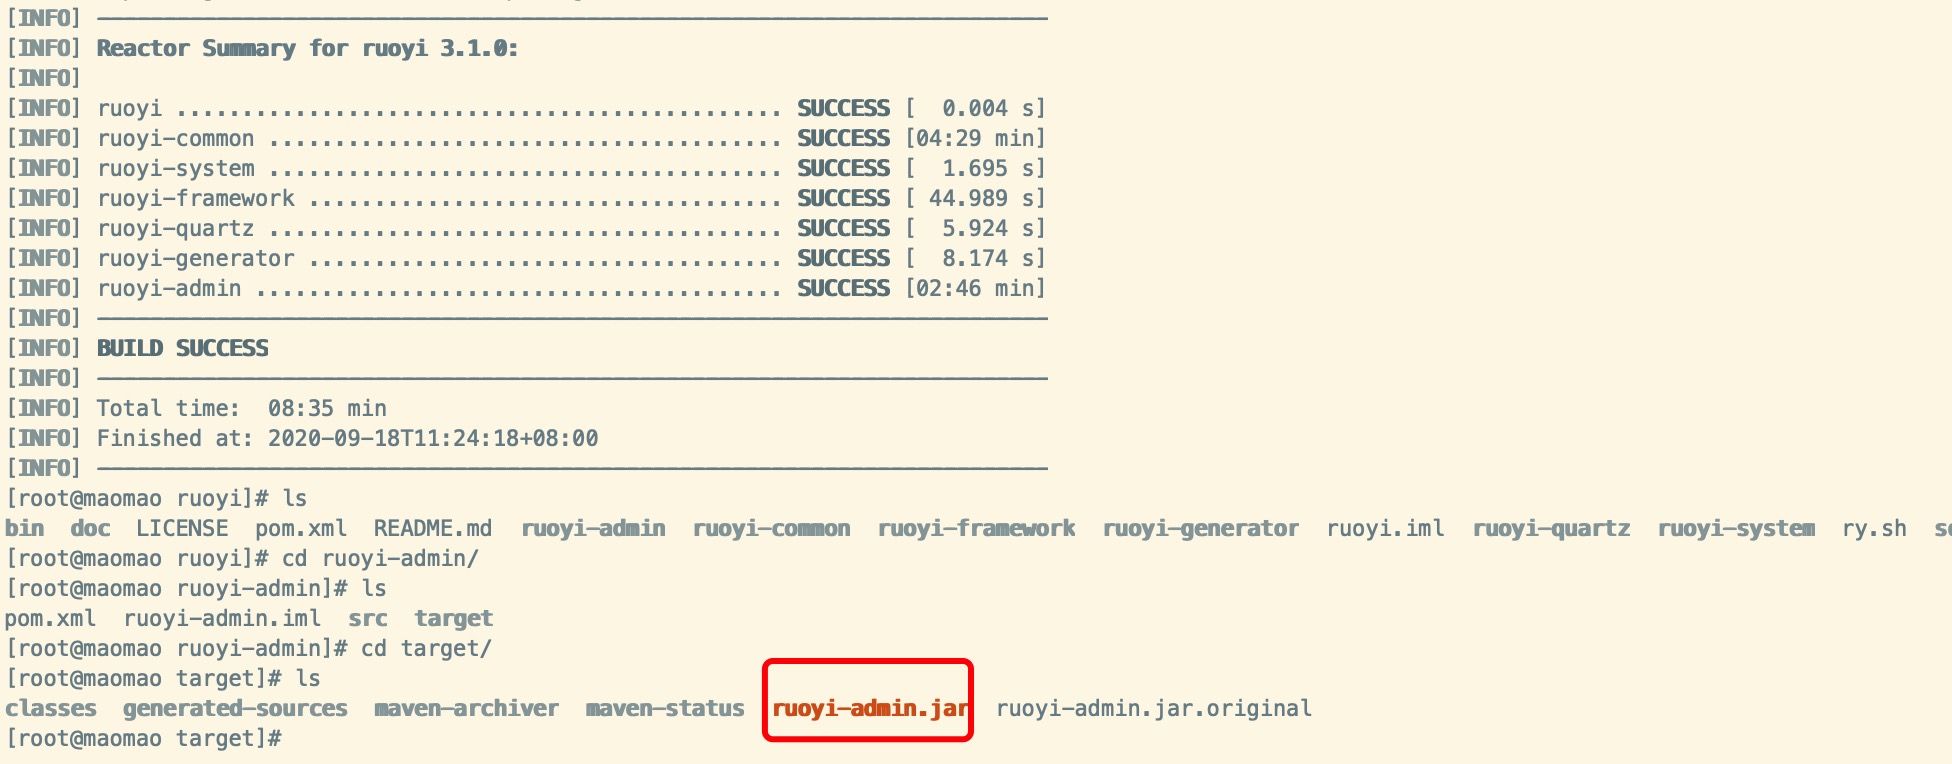 [INFO] ------------------------------------------------------------------------
[INFO] Reactor Summary for ruoyi 3.1.0:
[INFO]
[INFO] ruoyi .............................................. SUCCESS [  0.004 s]
[INFO] ruoyi-common ....................................... SUCCESS [04:29 min]
[INFO] ruoyi-system ....................................... SUCCESS [  1.695 s]
[INFO] ruoyi-framework .................................... SUCCESS [ 44.989 s]
[INFO] ruoyi-quartz ....................................... SUCCESS [  5.924 s]
[INFO] ruoyi-generator .................................... SUCCESS [  8.174 s]
[INFO] ruoyi-admin ........................................ SUCCESS [02:46 min]
[INFO] ------------------------------------------------------------------------
[INFO] BUILD SUCCESS
[INFO] ------------------------------------------------------------------------
[INFO] Total time:  08:35 min
[INFO] Finished at: 2020-09-18T11:24:18+08:00
[INFO] ------------------------------------------------------------------------
[root@maomao ruoyi]# ls
bin  doc  LICENSE  pom.xml  README.md  ruoyi-admin  ruoyi-common  ruoyi-framework  ruoyi-generator  ruoyi.iml  ruoyi-quartz  ruoyi-system  ry.sh
[root@maomao ruoyi]# cd ruoyi-admin/
[root@maomao ruoyi-admin]# ls
pom.xml  ruoyi-admin.iml  src  target
[root@maomao ruoyi-admin]# cd target/
[root@maomao target]# ls
classes  generated-sources  maven-archiver  maven-status  ruoyi-admin.jar  ruoyi-admin.jar.original
[root@maomao target]#